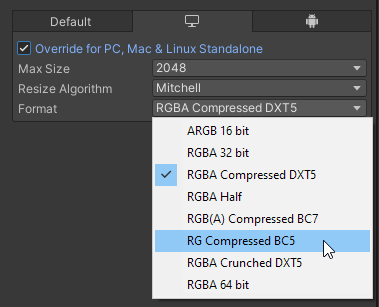 Default
Override for PC, Mac & Linux Standalone
Max Size 2048
Resize Algorithm Mitchell
Format RGBA Compressed DXT5
ARGB 16 bit
RGBA 32 bit
RGBA Compressed DXT5
RGBA Half
RGB(A) Compressed BC7
RG Compressed BC5
RGBA Crunched DXT5
RGBA 64 bit